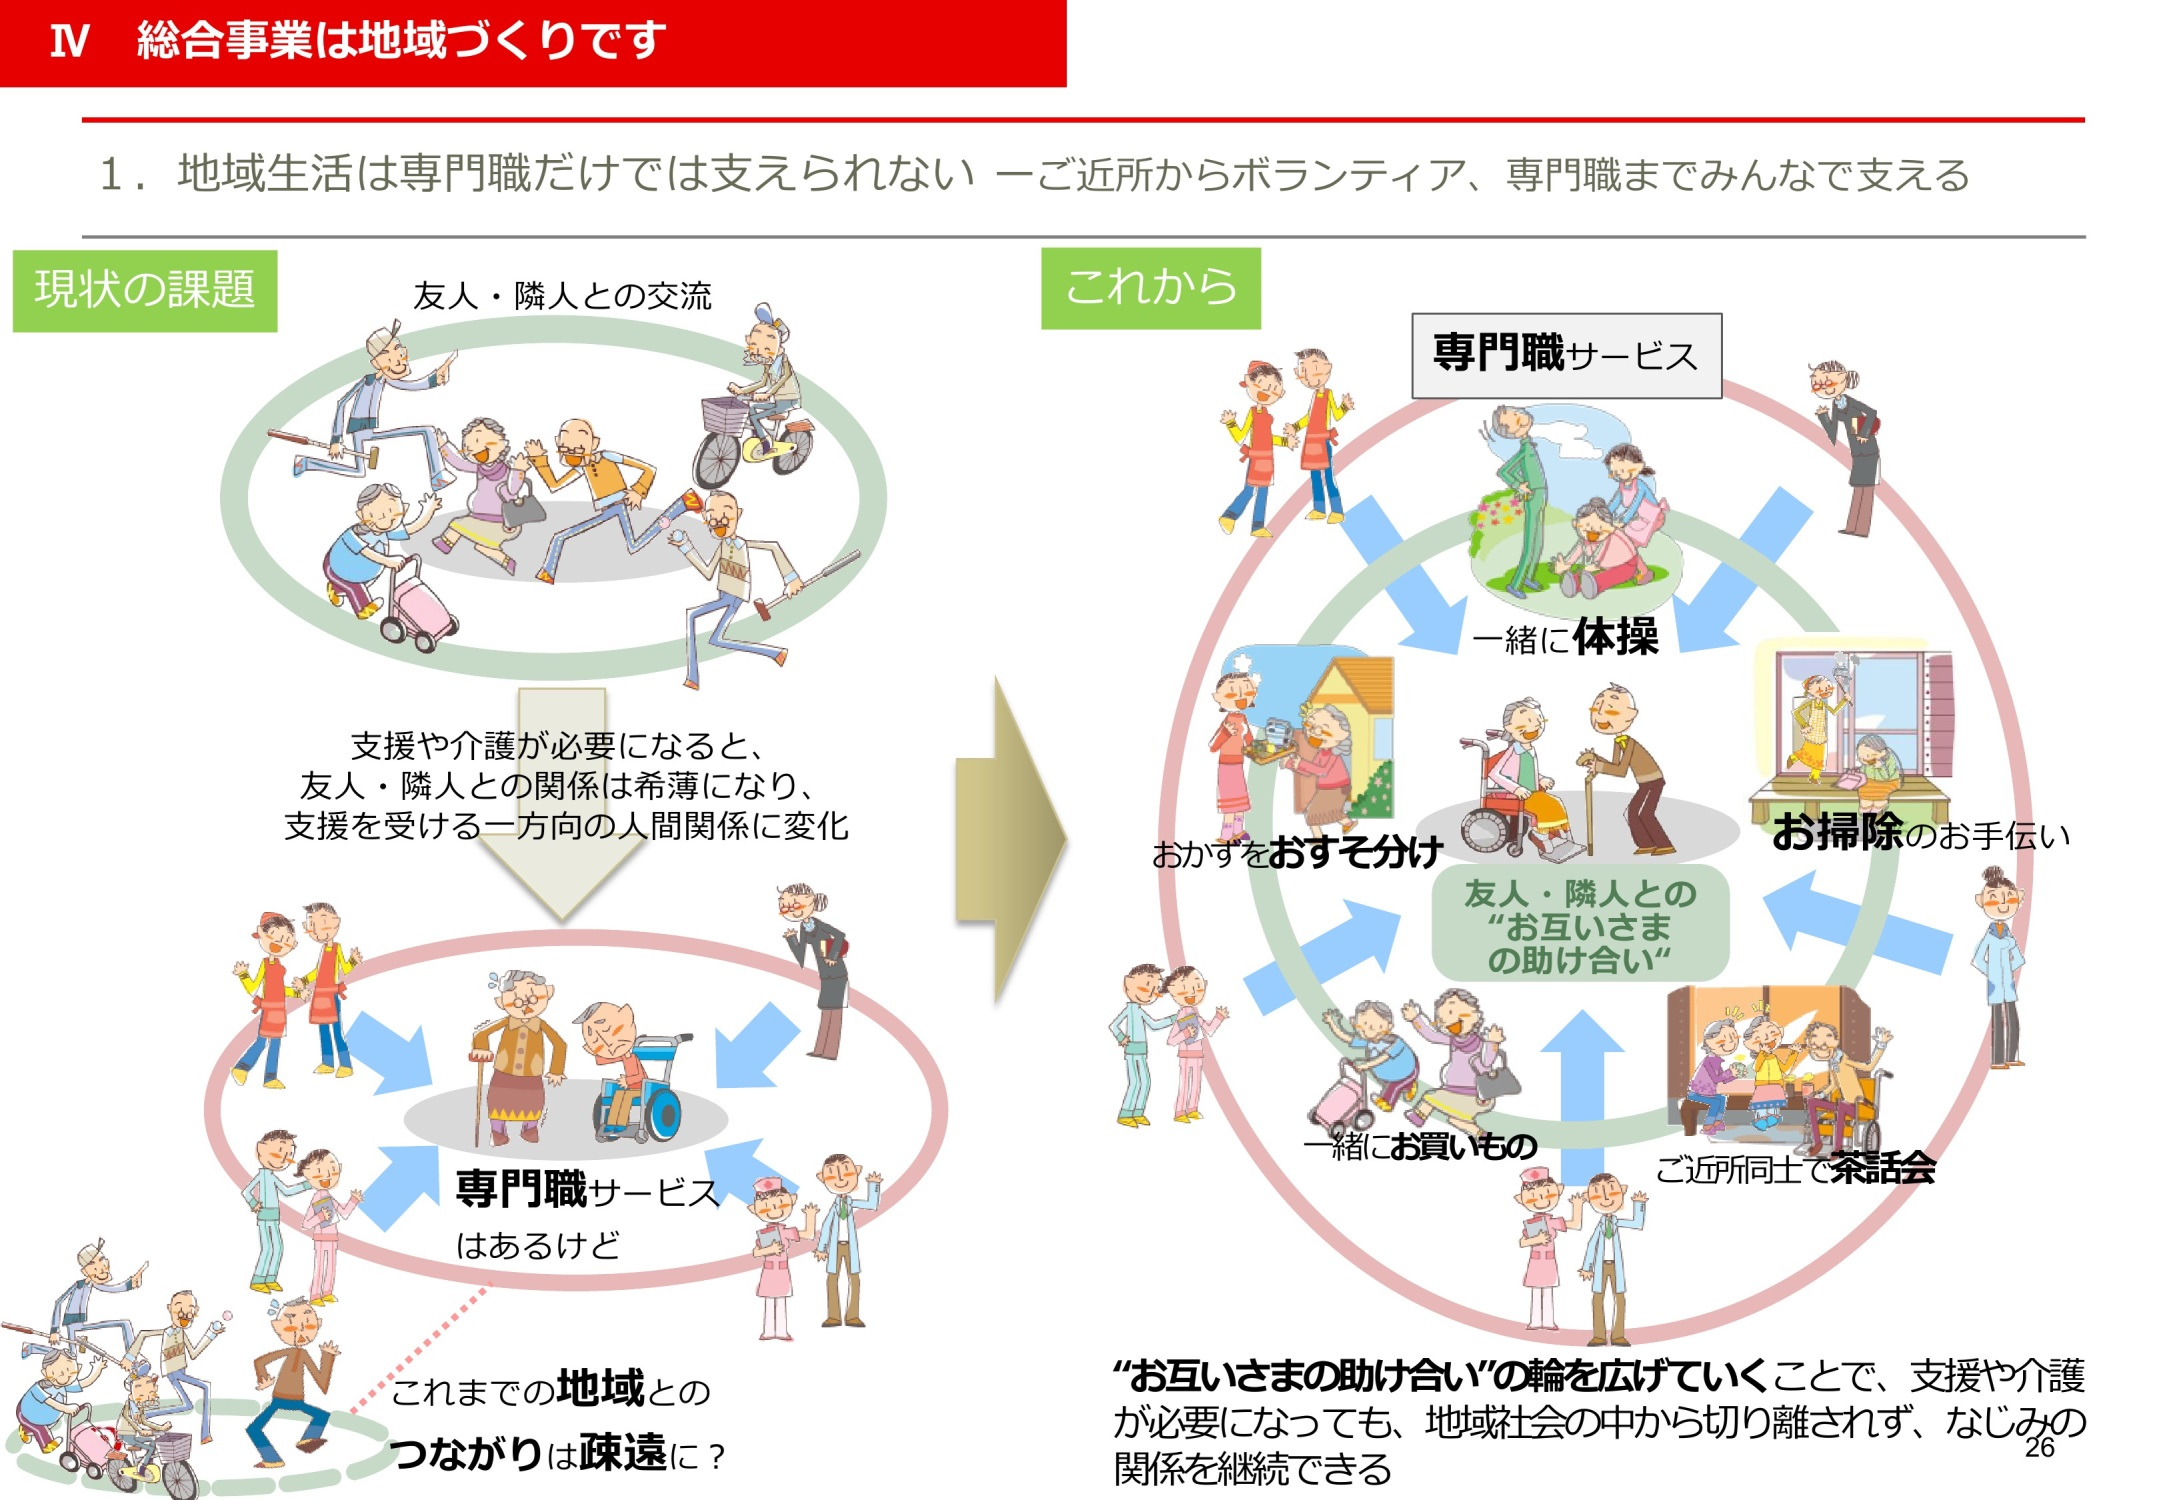 Ⅳ　総合事業は地域づくりです
１．地域生活は専門職だけでは支えられない ーご近所からボランティア、専門職までみんなで支える
現状の課題
友人・隣人との交流
支援や介護が必要になると、
友人・隣人との関係は希薄になり、
支援を受ける一方向の人間関係に変化
専門職サービス
はあるけど
これまでの地域との
つながりは疎遠に？
これから
専門職サービス
一緒に体操
おかずをおすそ分け
お掃除のお手伝い
友人・隣人との
“お互いさま
の助け合い“
一緒にお買いもの
ご近所同士で茶話会
“お互いさまの助け合い”の輪を広げていくことで、支援や介護
が必要になっても、地域社会の中から切り離されず、なじみの
関係を継続できる
26